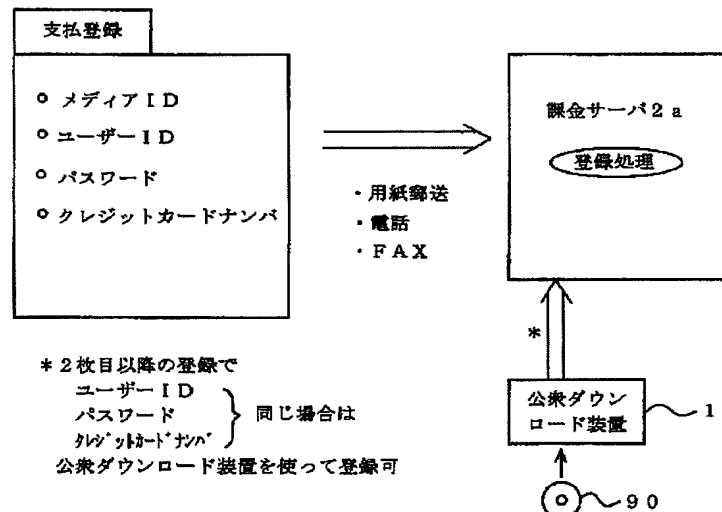 支払登録
メディアＩＤ
ユーザーＩＤ
パスワード
クレジットカードナンバ
・用紙郵送
・電話
・ＦＡＸ
課金サーバ２ａ
登録処理
*
公衆ダウン
ロード装置
1
９０
*２枚目以降の登録で
ユーザーＩＤ
パスワード
ｸﾚｼﾞｯﾄｶｰﾄﾞﾅﾝﾊﾞ
同じ場合は
公衆ダウンロード装置を使って登録可